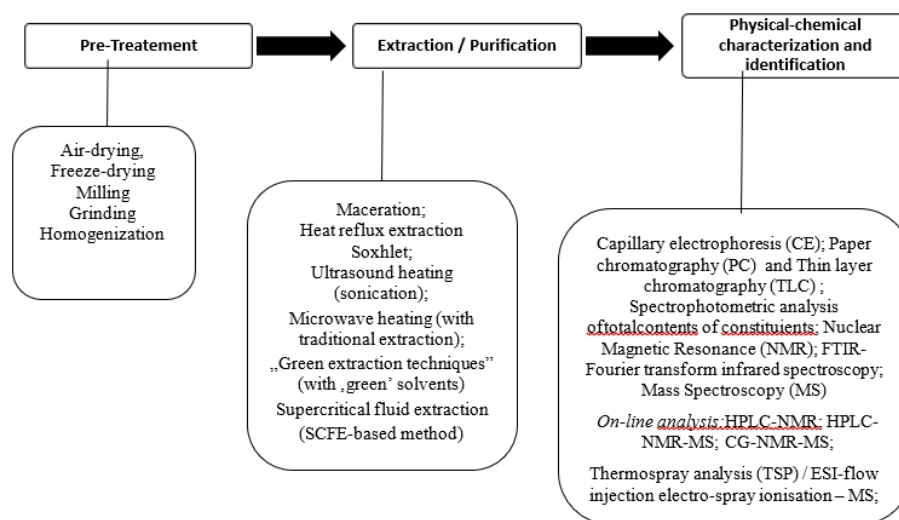 Pre-Treatement
Extraction / Purification
Physical-chemical
characterization and
identification
Air-drying,
Freeze-drying
Milling
Grinding
Homogenization
Maceration;
Heat reflux extraction
Soxhlet;
Ultrasound heating
(sonication);
Microwave heating (with
traditional extraction);
„Green extraction techniques”
(with ‚green’ solvents)
Supercritical fluid extraction
(SCFE-based method)
Capillary electrophoresis (CE); Paper
chromatography (PC) and Thin layer
chromatography (TLC) ;
Spectrophotometric analysis
oftotalcontents of constituients; Nuclear
Magnetic Resonance (NMR); FTIR-
Fourier transform infrared spectroscopy;
Mass Spectroscopy (MS)
On-line analysis:HPLC-NMR; HPLC-
NMR-MS; CG-NMR-MS;
Thermospray analysis (TSP) / ESI-flow
injection electro-spray ionisation – MS;